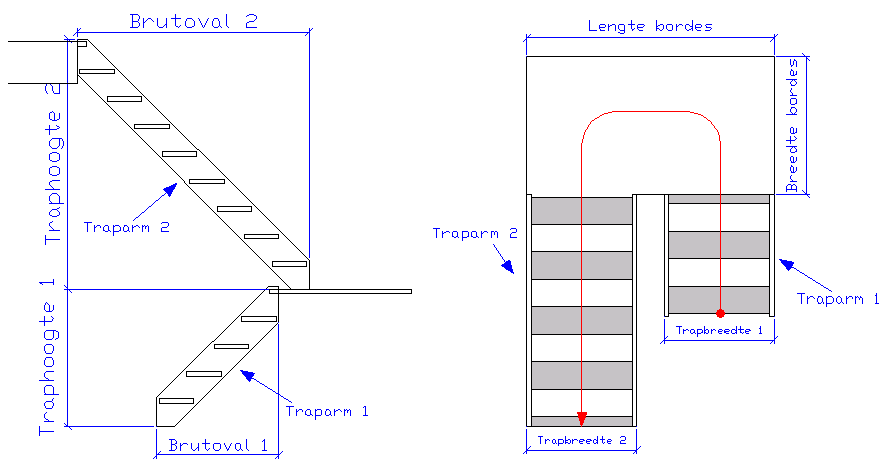 Brutoval 2
Traphoogte 2
Traparm 2
Traphoogte 1
Traparm 1
Brutoval 1
Lengte bordes
Breedte bordes
Traparm 2
Traparm 1
Trapbreedte 1
Trapbreedte 2